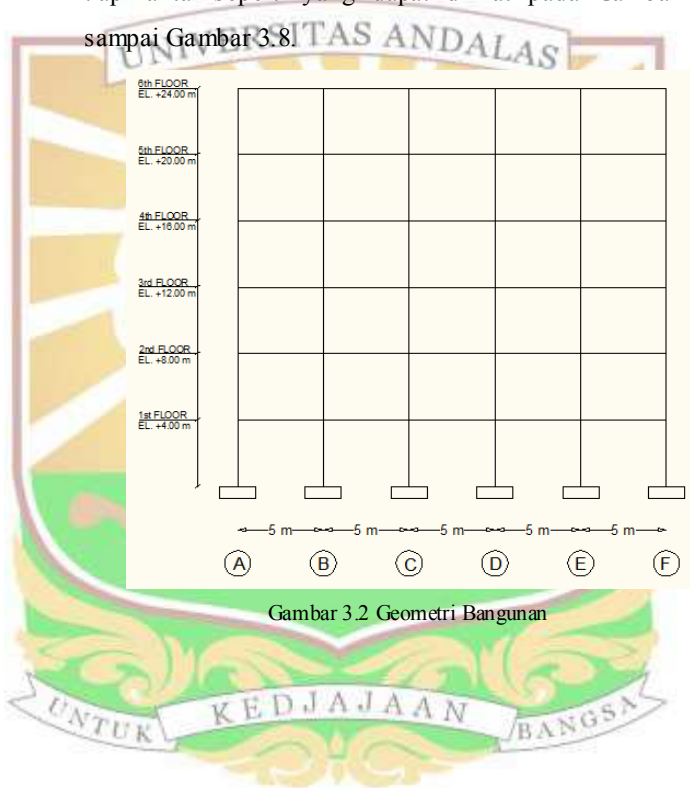 sampai Gambar 3.8.
UNIVERSITAS ANDALAS
6th FLOOR
EL. +24.00 m
5th FLOOR
EL. +20.00 m
4th FLOOR
EL. +16.00 m
3rd FLOOR
EL. +12.00 m
2nd FLOOR
EL. +8.00 m
1st FLOOR
EL. +4.00 m
5 m 5 m 5 m 5 m 5 m
A B C D E F
Gambar 3.2 Geometri Bangunan
UNTUK KEDJAJAAN BANGSA